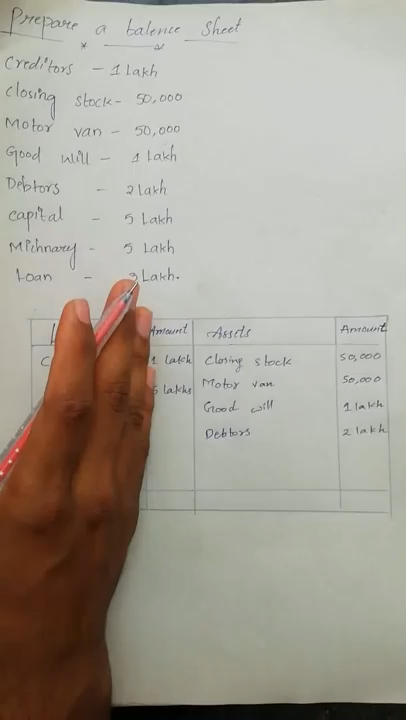 Prepare a balence Sheet
Creditors - 1 Lakh
Closing stock - 50,000
Motor van - 50,000
Good will - 1 Lakh
Debtors - 2 lakh
capital - 5 Lakh
Michnary - 5 Lakh
Loan - Lakh.
Amount Assets Amount
1 lakh Closing stock 50,000
5 lakhs Motor van 50,000
Good will 1 lakh
Debtors 2 lakh